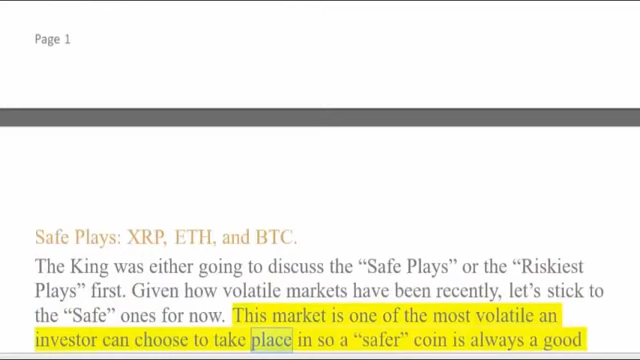 Page 1
Safe Plays: XRP, ETH, and BTC.
The King was either going to discuss the “Safe Plays” or the “Riskiest
Plays” first. Given how volatile markets have been recently, let’s stick to
the “Safe” ones for now. This market is one of the most volatile an
investor can choose to take place in so a “safer” coin is always a good